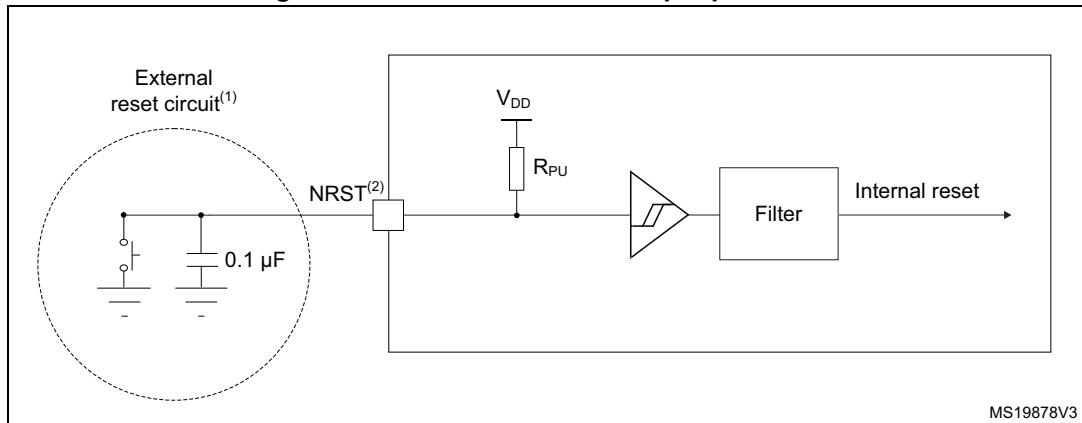 External
reset circuit(1)
VDD
RPU
NRST(2)
Filter
Internal reset
0.1 µF
MS19878V3